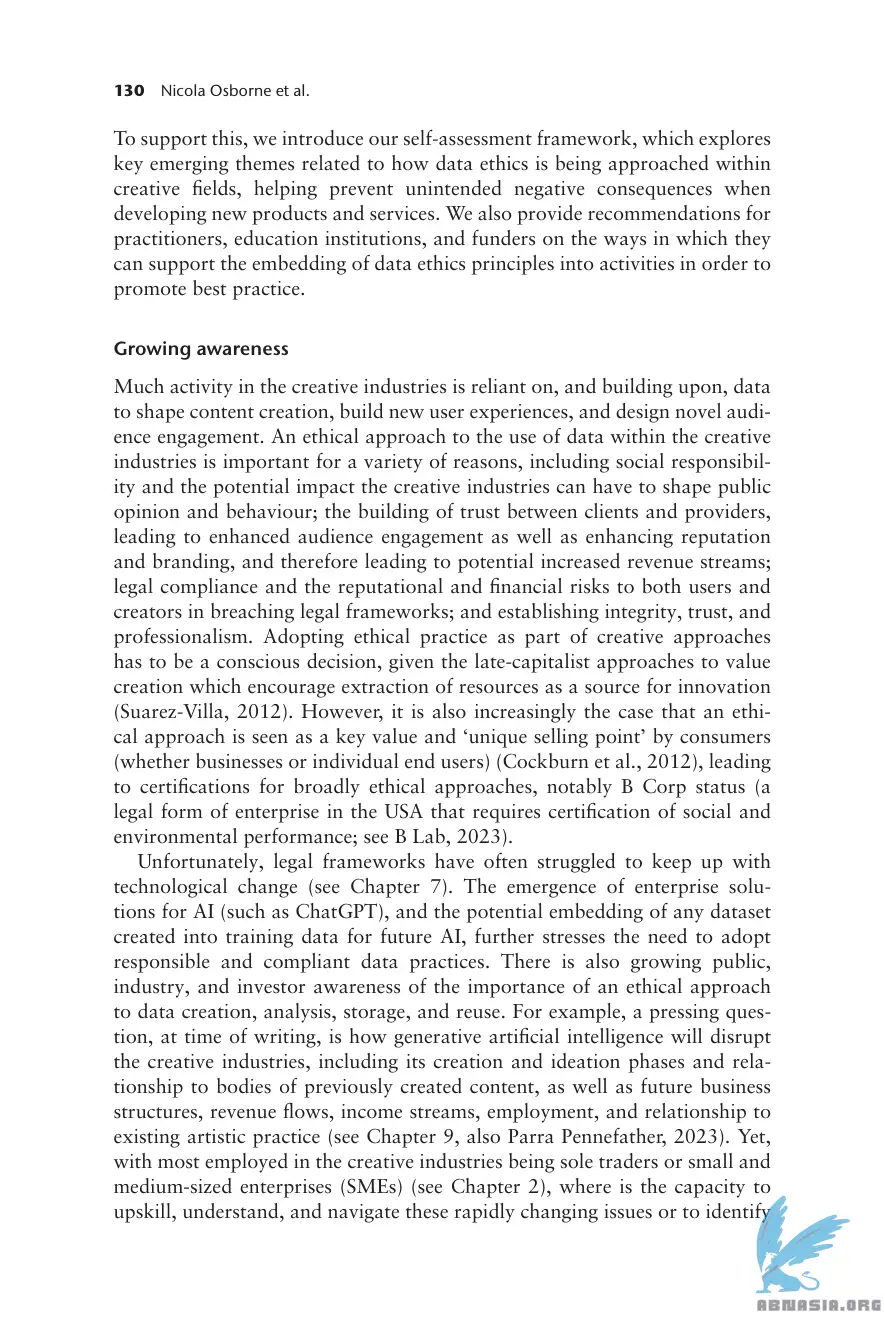 130 Nicola Osborne et al.
To support this, we introduce our self-assessment framework, which explores
key emerging themes related to how data ethics is being approached within
creative fields, helping prevent unintended negative consequences when
developing new products and services. We also provide recommendations for
practitioners, education institutions, and funders on the ways in which they
can support the embedding of data ethics principles into activities in order to
promote best practice.
Growing awareness
Much activity in the creative industries is reliant on, and building upon, data
to shape content creation, build new user experiences, and design novel audi-
ence engagement. An ethical approach to the use of data within the creative
industries is important for a variety of reasons, including social responsibil-
ity and the potential impact the creative industries can have to shape public
opinion and behaviour; the building of trust between clients and providers,
leading to enhanced audience engagement as well as enhancing reputation
and branding, and therefore leading to potential increased revenue streams;
legal compliance and the reputational and financial risks to both users and
creators in breaching legal frameworks; and establishing integrity, trust, and
professionalism. Adopting ethical practice as part of creative approaches
has to be a conscious decision, given the late-capitalist approaches to value
creation which encourage extraction of resources as a source for innovation
(Suarez-Villa, 2012). However, it is also increasingly the case that an ethi-
cal approach is seen as a key value and ‘unique selling point’ by consumers
(whether businesses or individual end users) (Cockburn et al., 2012), leading
to certifications for broadly ethical approaches, notably B Corp status (a
legal form of enterprise in the USA that requires certification of social and
environmental performance; see B Lab, 2023).
Unfortunately, legal frameworks have often struggled to keep up with
technological change (see Chapter 7). The emergence of enterprise solu-
tions for AI (such as ChatGPT), and the potential embedding of any dataset
created into training data for future AI, further stresses the need to adopt
responsible and compliant data practices. There is also growing public,
industry, and investor awareness of the importance of an ethical approach
to data creation, analysis, storage, and reuse. For example, a pressing ques-
tion, at time of writing, is how generative artificial intelligence will disrupt
the creative industries, including its creation and ideation phases and rela-
tionship to bodies of previously created content, as well as future business
structures, revenue flows, income streams, employment, and relationship to
existing artistic practice (see Chapter 9, also Parra Pennefather, 2023). Yet,
with most employed in the creative industries being sole traders or small and
medium-sized enterprises (SMEs) (see Chapter 2), where is the capacity to
upskill, understand, and navigate these rapidly changing issues or to identify
ABNASIA.ORG